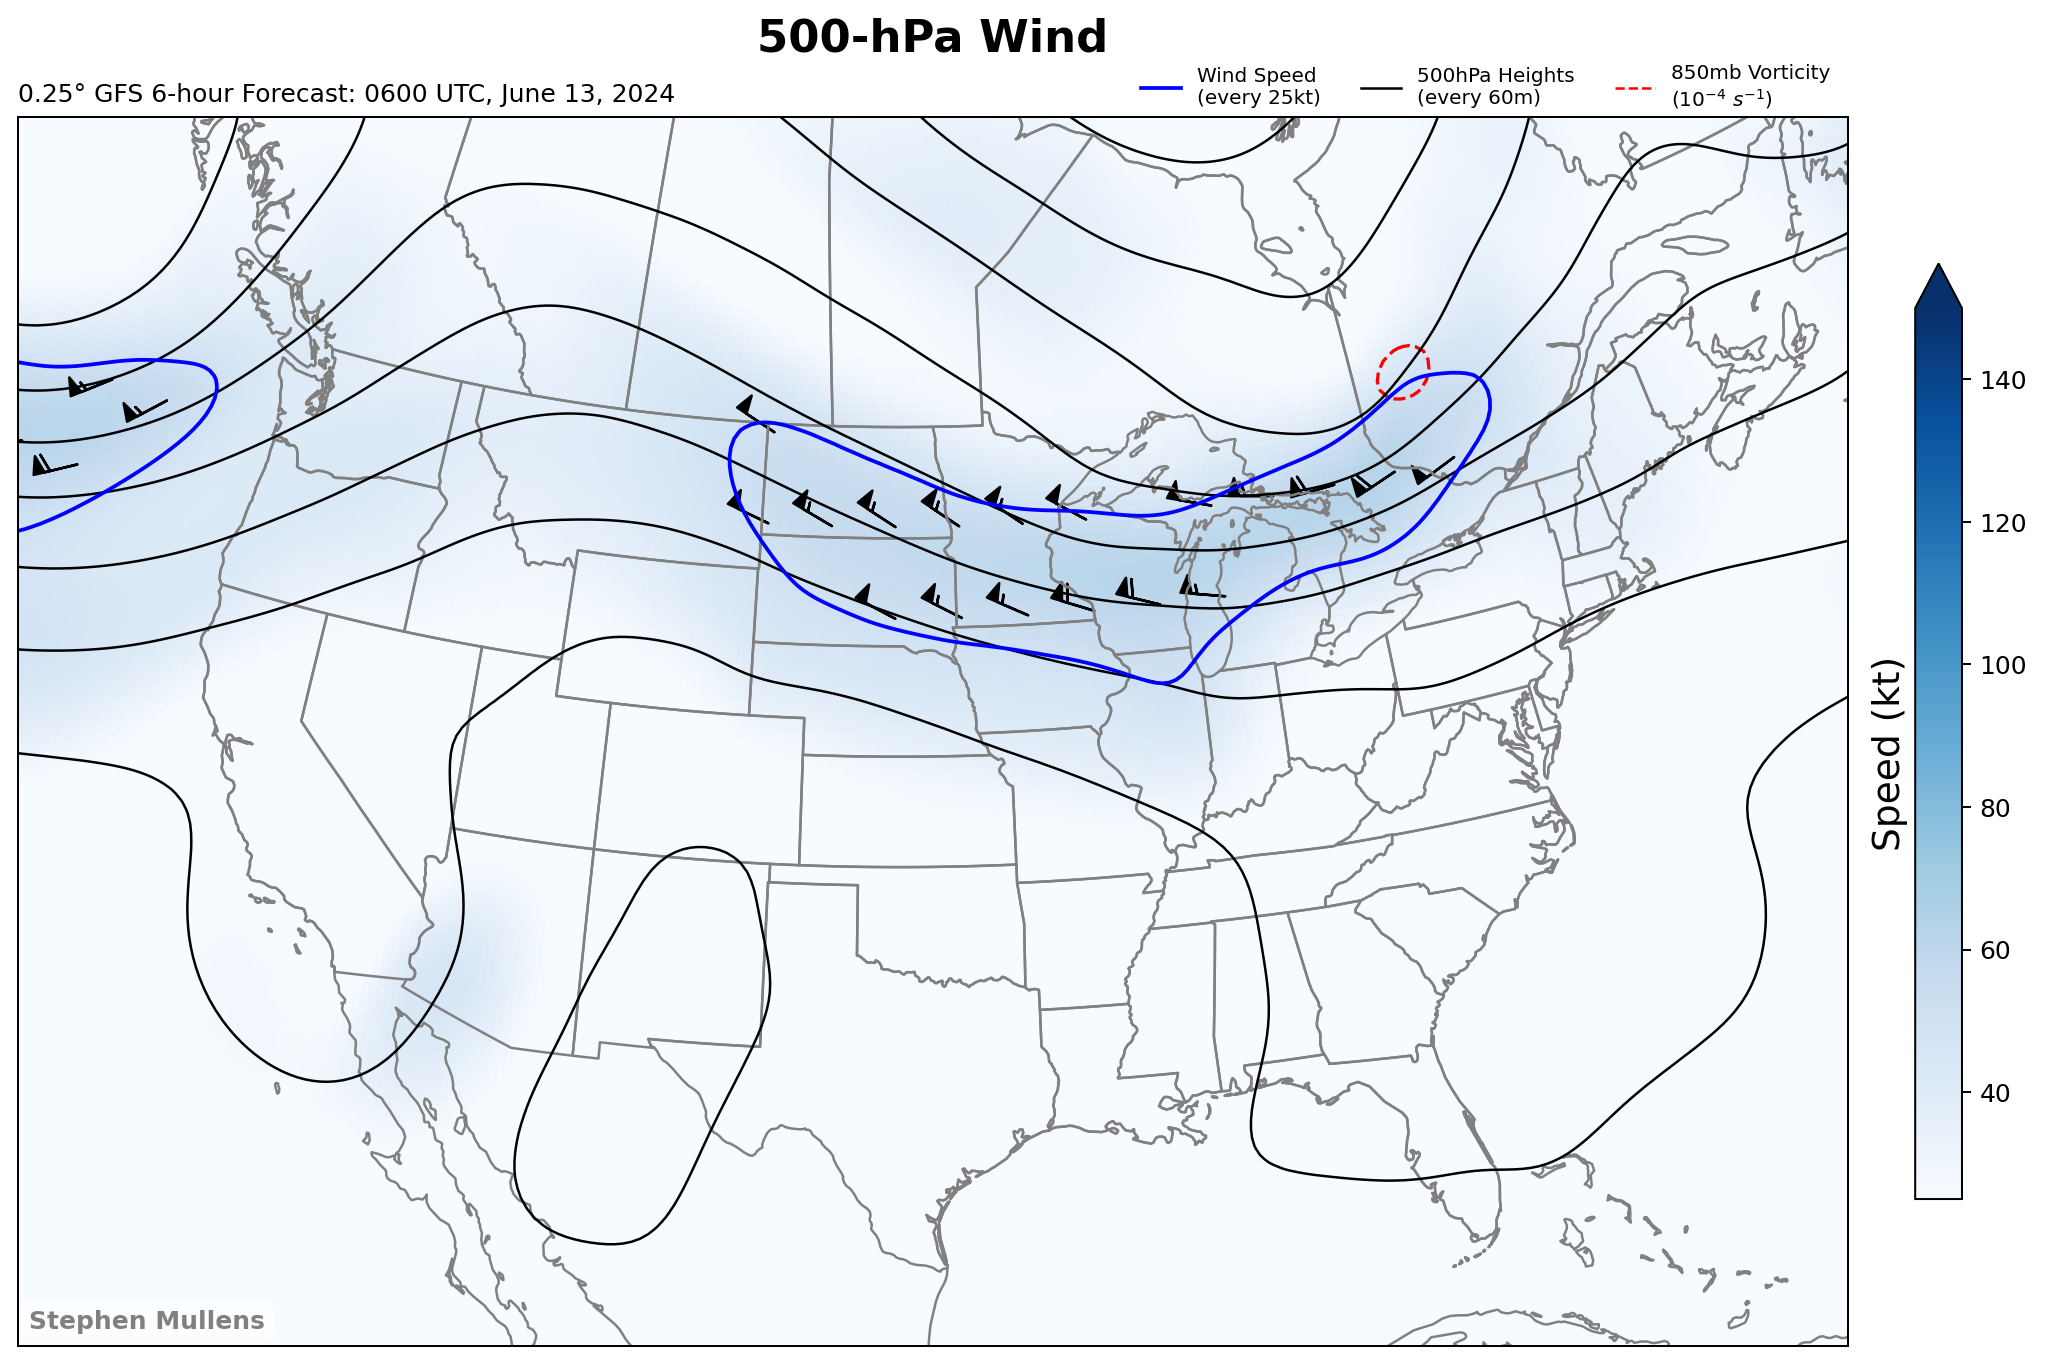 500-hPa Wind
0.25° GFS 6-hour Forecast: 0600 UTC, June 13, 2024
Wind Speed
(every 25kt)
500hPa Heights
(every 60m)
850mb Vorticity
(10⁻⁴ s⁻¹)
140
120
100
80
60
40
Speed (kt)
Stephen Mullens